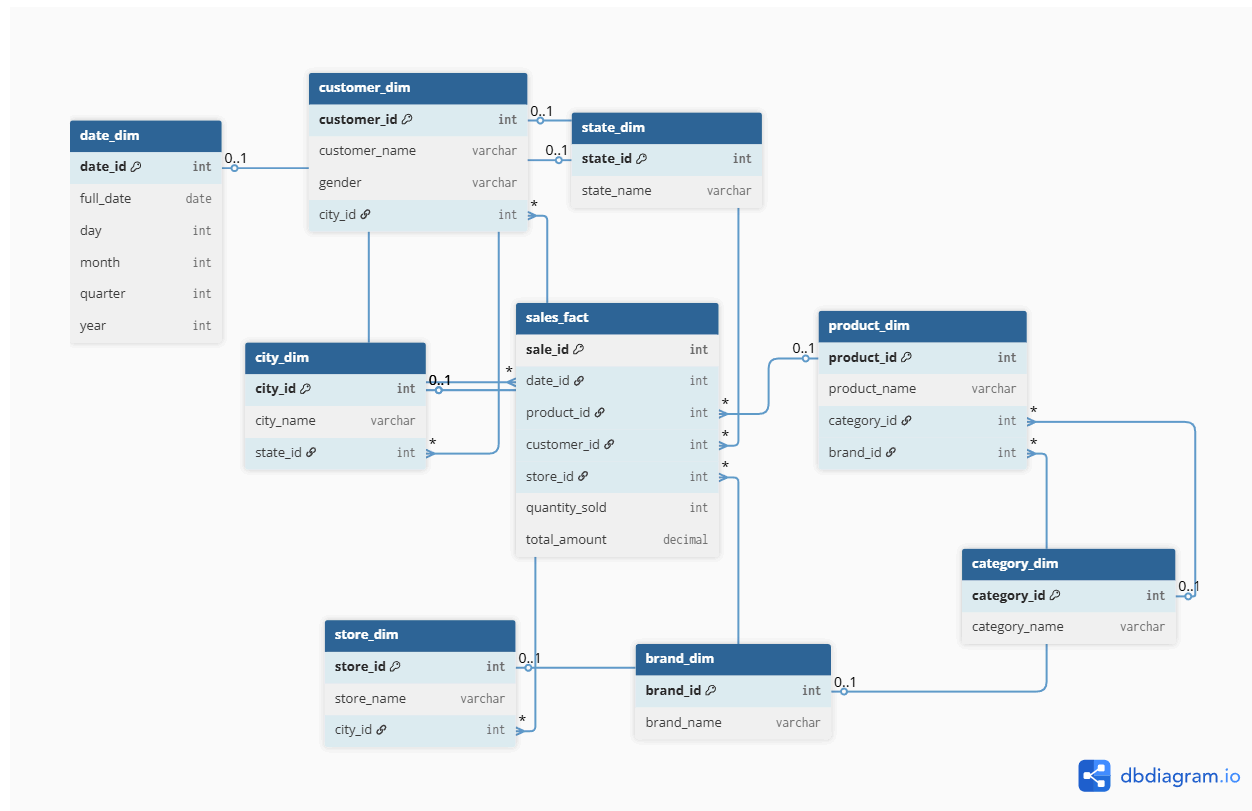 customer_dim
customer_id int
customer_name varchar
gender varchar
city_id int
0..1
0..1
*
state_dim
state_id int
state_name varchar
date_dim
date_id int
full_date date
day int
month int
quarter int
year int
0..1
city_dim
city_id int
city_name varchar
state_id int
0..1
*
*
sales_fact
sale_id int
date_id int
product_id int
customer_id int
store_id int
quantity_sold int
total_amount decimal
*
*
*
0..1
product_dim
product_id int
product_name varchar
category_id int
brand_id int
*
*
category_dim
category_id int
category_name varchar
0..1
store_dim
store_id int
store_name varchar
city_id int
0..1
*
brand_dim
brand_id int
brand_name varchar
0..1
dbdiagram.io